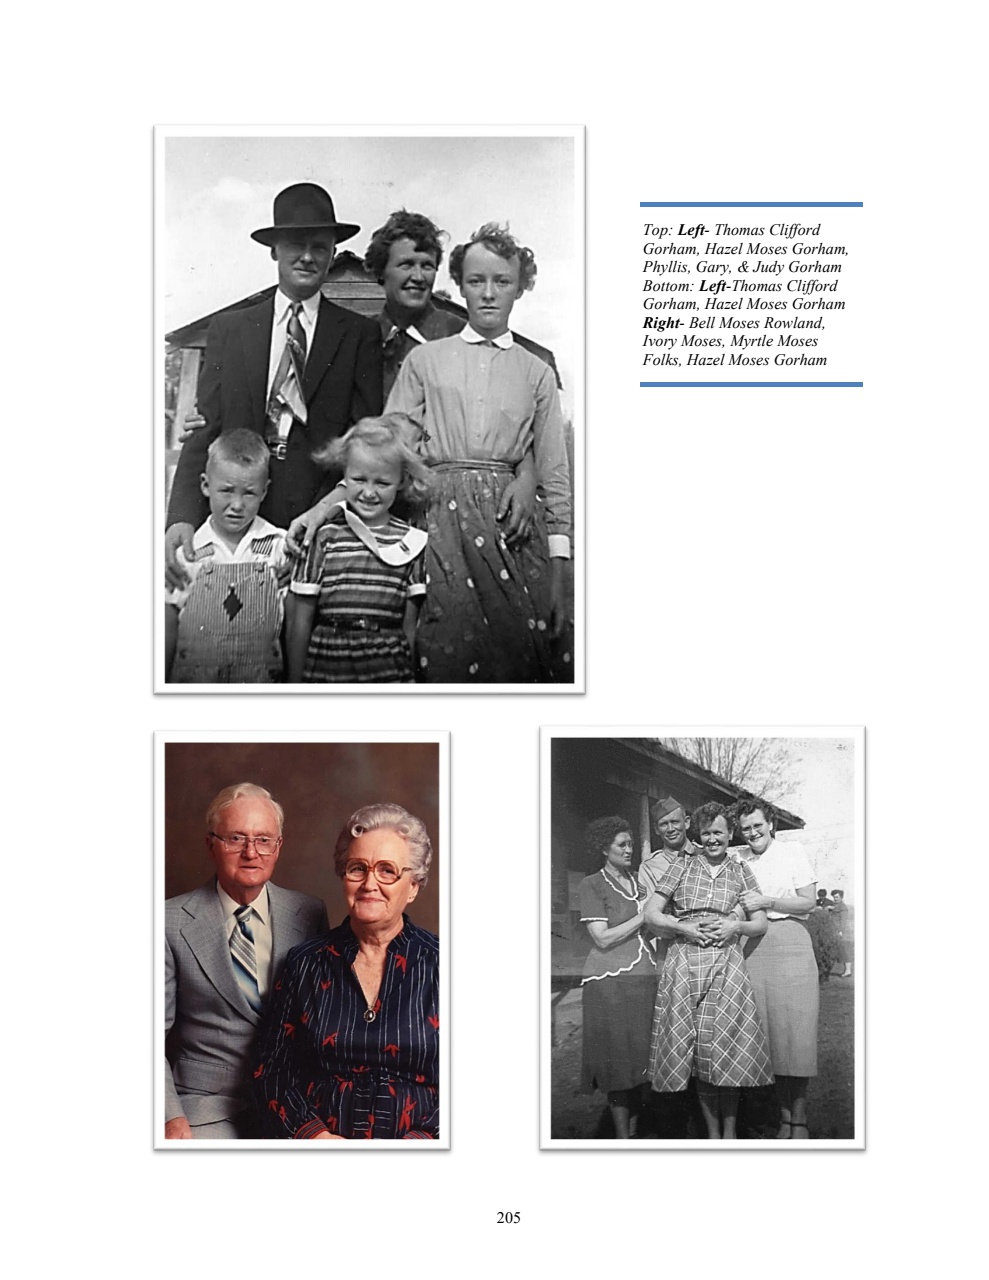 Top: Left- Thomas Clifford
Gorham, Hazel Moses Gorham,
Phyllis, Gary, & Judy Gorham
Bottom: Left-Thomas Clifford
Gorham, Hazel Moses Gorham
Right- Bell Moses Rowland,
Ivory Moses, Myrtle Moses
Folks, Hazel Moses Gorham
205